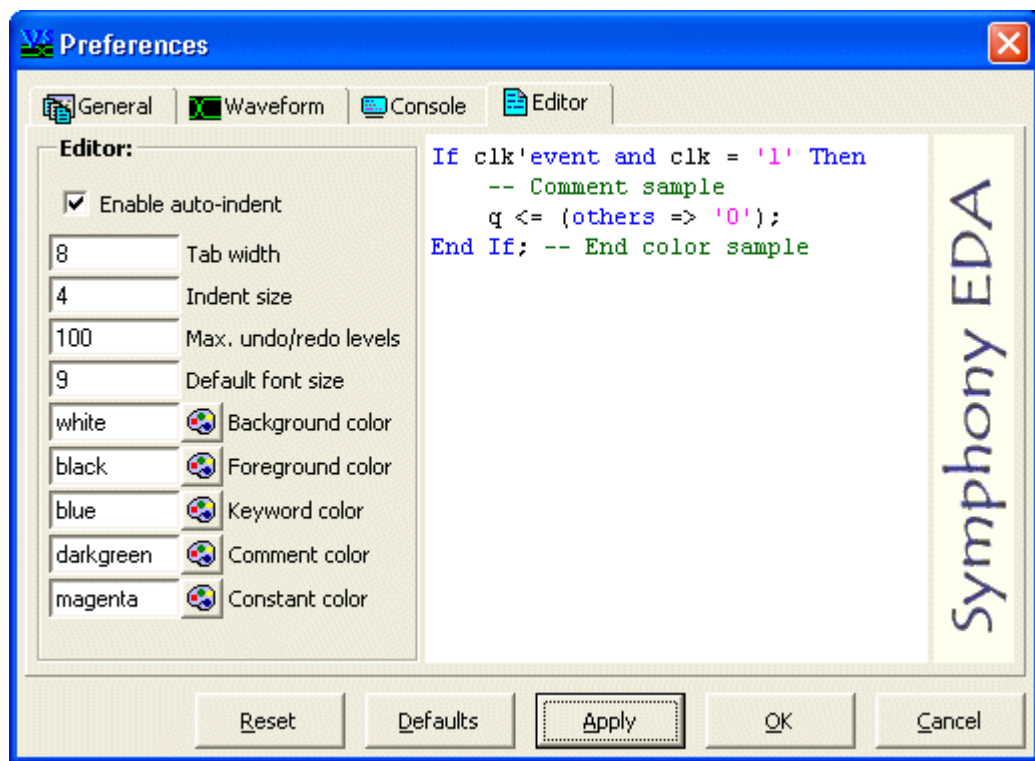 Preferences
General Waveform Console Editor
Editor:
Enable auto-indent
8 Tab width
4 Indent size
100 Max. undo/redo levels
9 Default font size
white Background color
black Foreground color
blue Keyword color
darkgreen Comment color
magenta Constant color
If clk'event and clk = '1' Then
-- Comment sample
q <= (others => '0');
End If; -- End color sample
Symphony EDA
Reset Defaults Apply OK Cancel